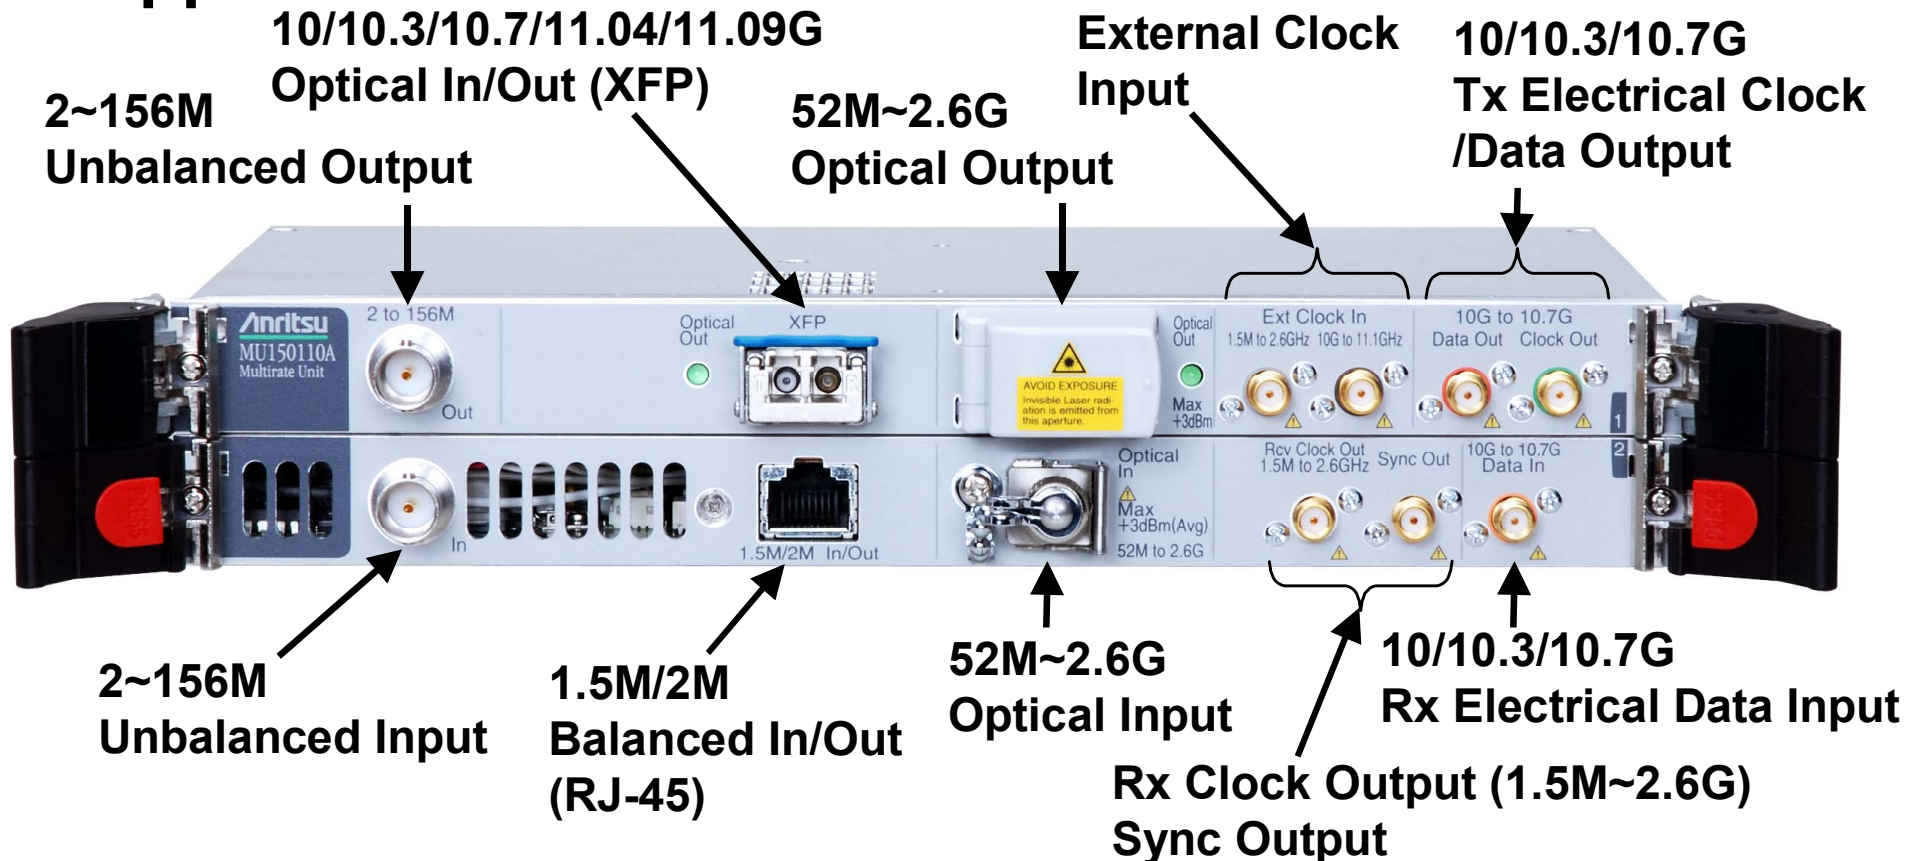 10/10.3/10.7/11.04/11.09G
Optical In/Out (XFP)
External Clock
Input
10/10.3/10.7G
Tx Electrical Clock
/Data Output
2~156M
Unbalanced Output
52M~2.6G
Optical Output
Anritsu
MU150110A
Multirate Unit
2 to 156M
Out
Optical
Out
XFP
AVOID EXPOSURE
Invisible Laser radi-
ation is emitted from
this aperture.
Optical
Out
Max
+3dBm
Ext Clock In
1.5M to 2.6GHz 10G to 11.1GHz
10G to 10.7G
Data Out Clock Out
1
In
1.5M/2M In/Out
Optical
In
Max
+3dBm(Avg)
52M to 2.6G
Rcv Clock Out
1.5M to 2.6GHz
Sync Out
10G to 10.7G
Data In
2
2~156M
Unbalanced Input
1.5M/2M
Balanced In/Out
(RJ-45)
52M~2.6G
Optical Input
10/10.3/10.7G
Rx Electrical Data Input
Rx Clock Output (1.5M~2.6G)
Sync Output